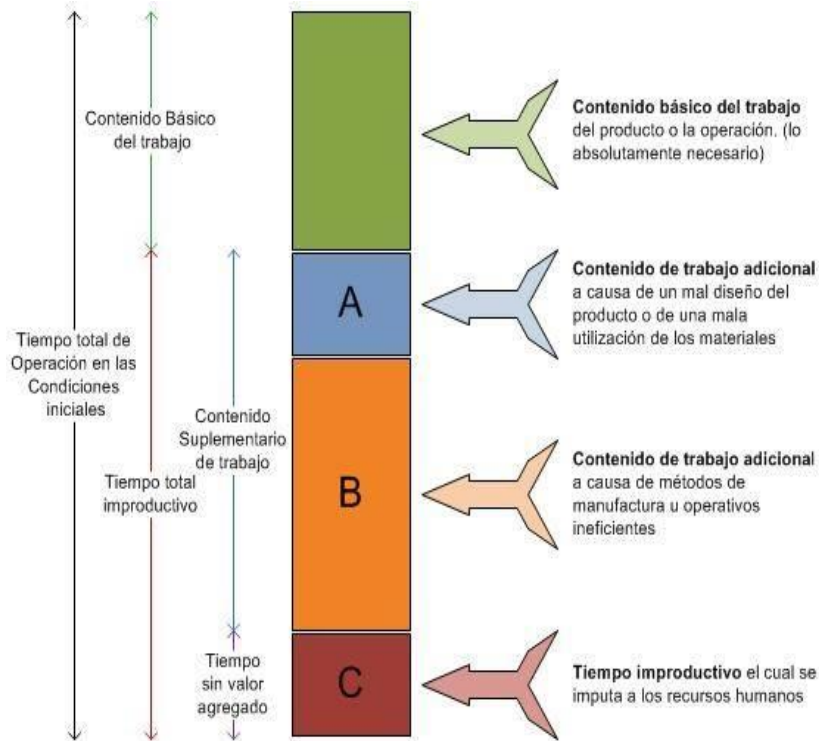 Contenido Básico
del trabajo
Contenido básico del trabajo
del producto o la operación. (lo
absolutamente necesario)
Tiempo total de
Operación en las
Condiciones
iniciales
A
Contenido de trabajo adicional
a causa de un mal diseño del
producto o de una mala
utilización de los materiales
Tiempo total
improductivo
Contenido
Suplementario
de trabajo
B
Contenido de trabajo adicional
a causa de métodos de
manufactura u operativos
ineficientes
Tiempo
sin valor
agregado
C
Tiempo improductivo el cual se
imputa a los recursos humanos